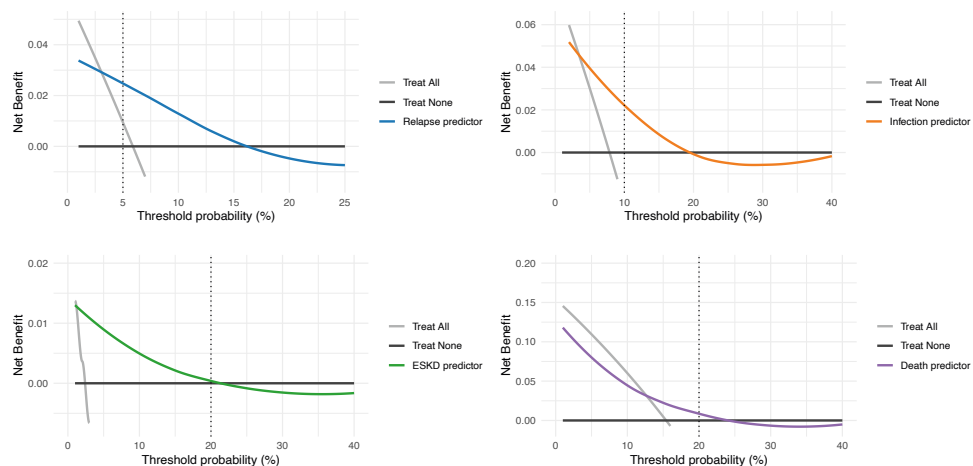 Net Benefit
0.04
0.02
0.00
0
5
10
15
20
25
Threshold probability (%)
Treat All
Treat None
Relapse predictor
Net Benefit
0.06
0.04
0.02
0.00
0
10
20
30
40
Threshold probability (%)
Treat All
Treat None
Infection predictor
Net Benefit
0.02
0.01
0.00
0
10
20
30
40
Threshold probability (%)
Treat All
Treat None
ESKD predictor
Net Benefit
0.20
0.15
0.10
0.05
0.00
0
10
20
30
40
Threshold probability (%)
Treat All
Treat None
Death predictor